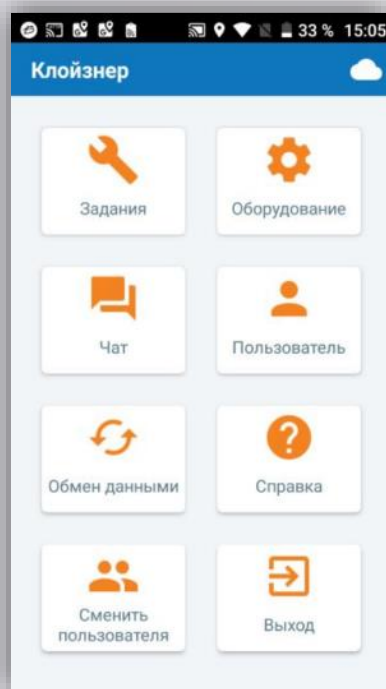 33 % 15:05
Клойзнер
Задания
Оборудование
Чат
Пользователь
Обмен данными
Справка
Сменить
пользователя
Выход